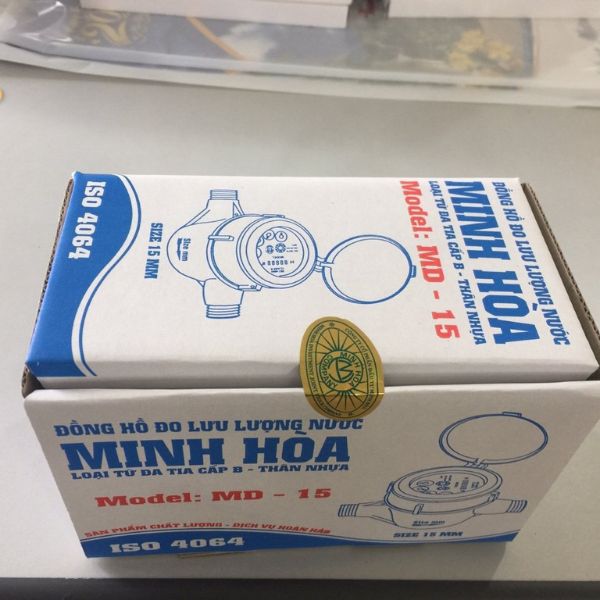 ĐỒNG HỒ ĐO LƯU LƯỢNG NƯỚC
MINH HÒA
LOẠI TỪ ĐA TIA CẤP B - THÂN NHỰA
Model: MD - 15
SIZE 15 MM
ISO 4064
MINH HOA
ĐỒNG HỒ ĐO LƯU LƯỢNG NƯỚC
MINH HÒA
LOẠI TỪ ĐA TIA CẤP B - THÂN NHỰA
Model: MD - 15
SẢN PHẨM CHẤT LƯỢNG - DỊCH VỤ HOÀN HẢO
ISO 4064
SIZE 15 MM